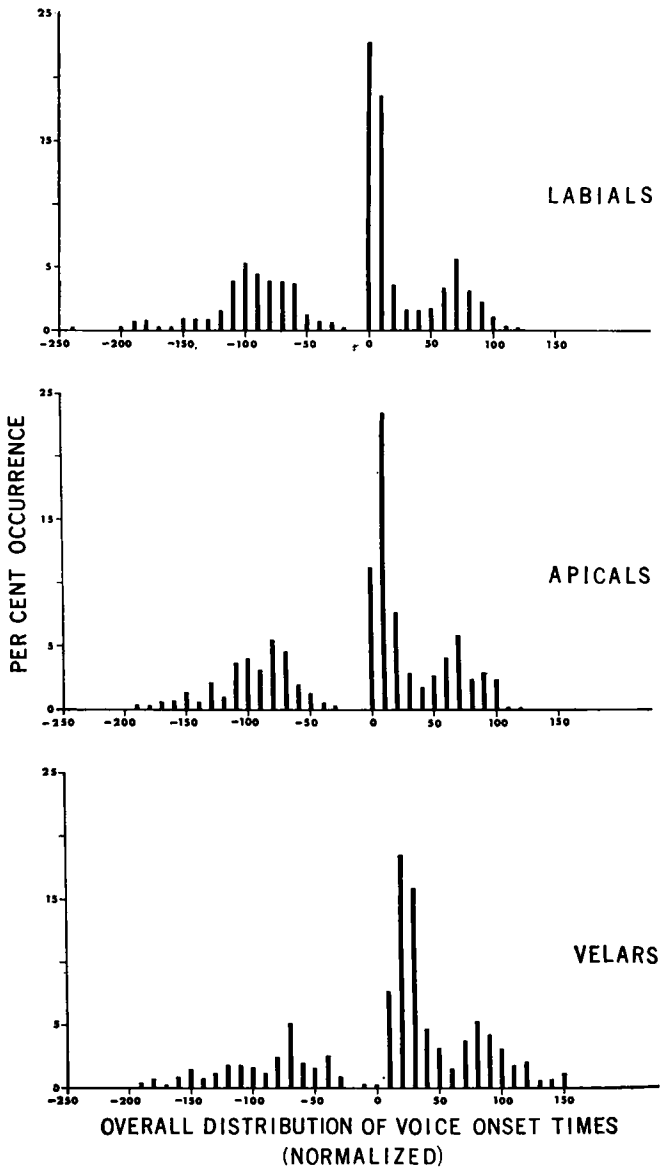 25
15
LABIALS
5
0
-250 -200 -150 -100 -50 0 50 100 150
25
15
APICALS
5
0
-250 -200 -150 -100 -50 0 50 100 150
PER CENT OCCURRENCE
25
15
VELARS
5
0
-250 -200 -150 -100 -50 0 50 100 150
OVERALL DISTRIBUTION OF VOICE ONSET TIMES
(NORMALIZED)